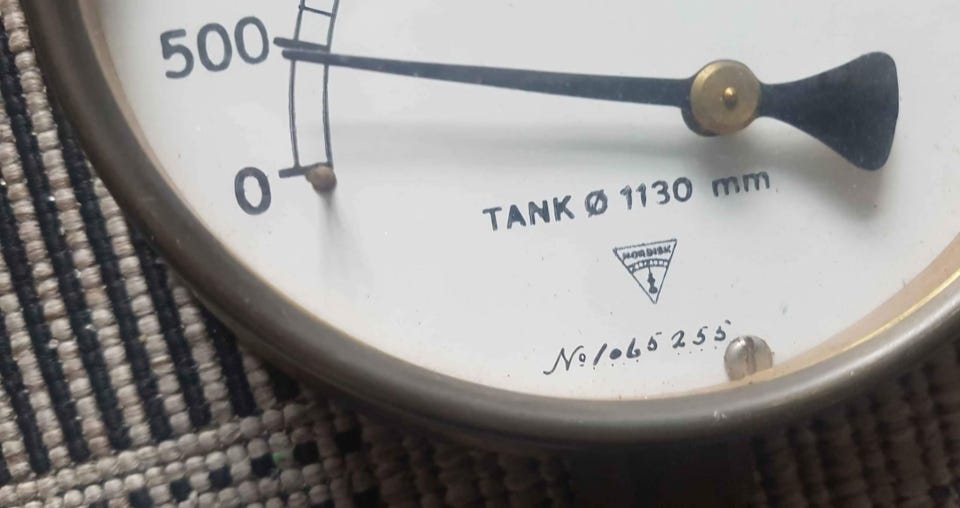 500
0
TANK Ø 1130 mm
NORDISK
Nº 1065255